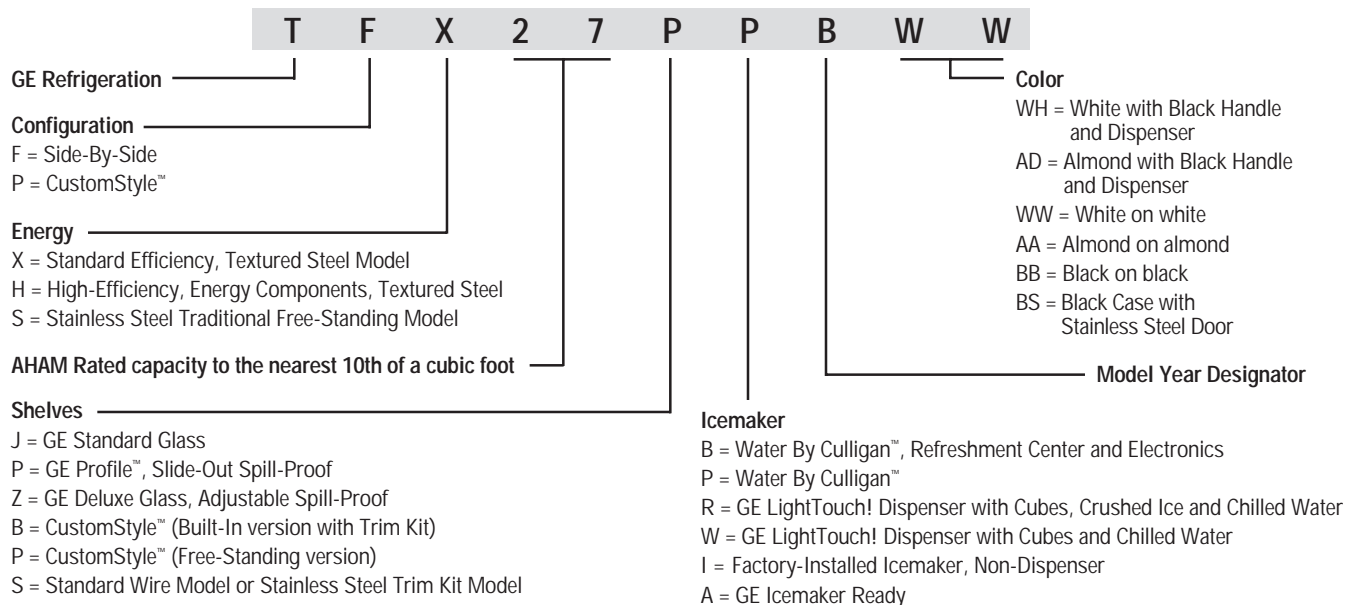 T F X 2 7 P P B W W
GE Refrigeration
Configuration
F = Side-By-Side
P = CustomStyle™
Energy
X = Standard Efficiency, Textured Steel Model
H = High-Efficiency, Energy Components, Textured Steel
S = Stainless Steel Traditional Free-Standing Model
AHAM Rated capacity to the nearest 10th of a cubic foot
Shelves
J = GE Standard Glass
P = GE Profile™, Slide-Out Spill-Proof
Z = GE Deluxe Glass, Adjustable Spill-Proof
B = CustomStyle™ (Built-In version with Trim Kit)
P = CustomStyle™ (Free-Standing version)
S = Standard Wire Model or Stainless Steel Trim Kit Model
Color
WH = White with Black Handle
and Dispenser
AD = Almond with Black Handle
and Dispenser
WW = White on white
AA = Almond on almond
BB = Black on black
BS = Black Case with
Stainless Steel Door
Model Year Designator
Icemaker
B = Water By Culligan™, Refreshment Center and Electronics
P = Water By Culligan™
R = GE LightTouch! Dispenser with Cubes, Crushed Ice and Chilled Water
W = GE LightTouch! Dispenser with Cubes and Chilled Water
I = Factory-Installed Icemaker, Non-Dispenser
A = GE Icemaker Ready